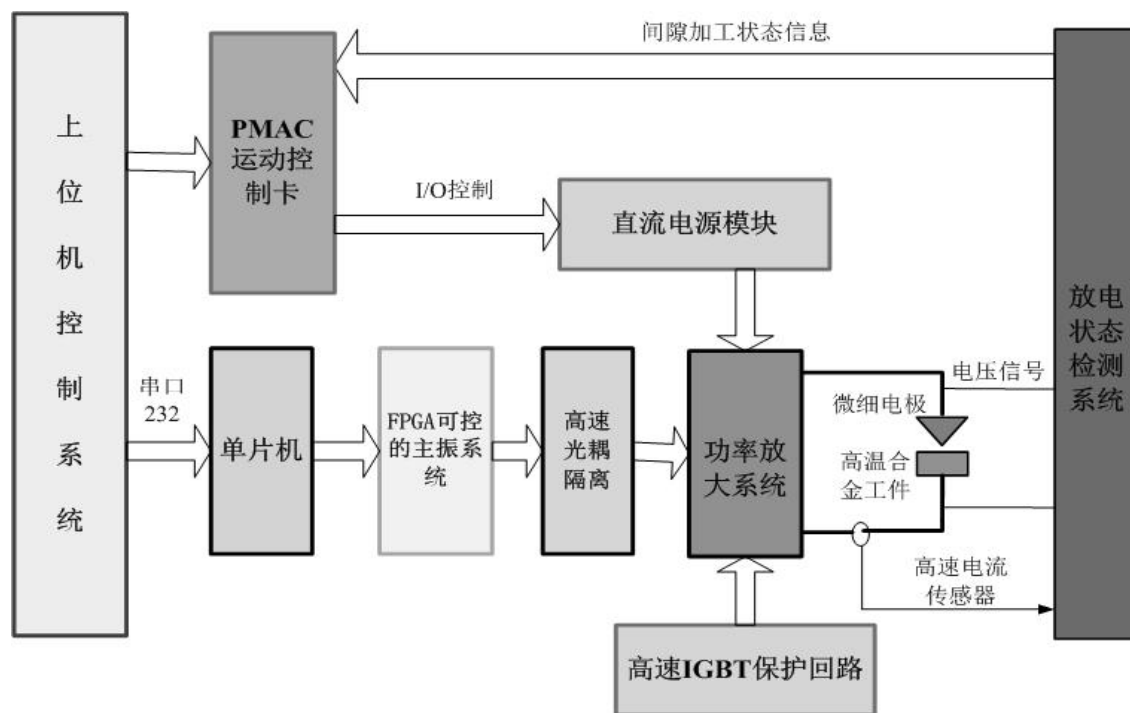 上位机控制系统
间隙加工状态信息
PMAC
运动控
制卡
I/O控制
直流电源模块
放电
状态
检测
系统
串口
232
单片机
FPGA可控
的主振系
统
高速
光耦
隔离
功率放
大系统
电压信号
微细电极
高温合
金工件
高速电流
传感器
高速IGBT保护回路